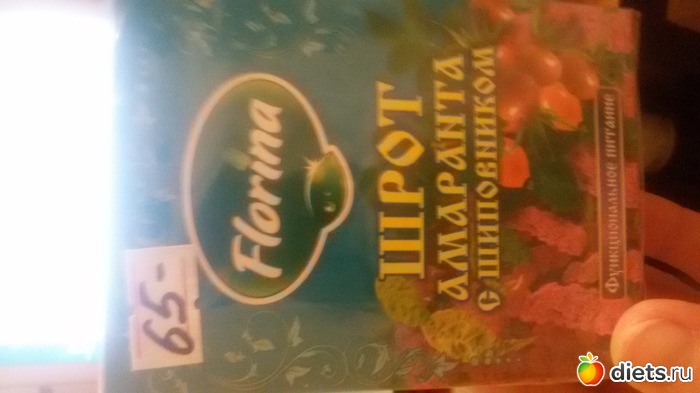 Florina
ШРОТ
АМАРАНТА
С ШИПОВНИКОМ
Функциональное питание
65-
diets.ru